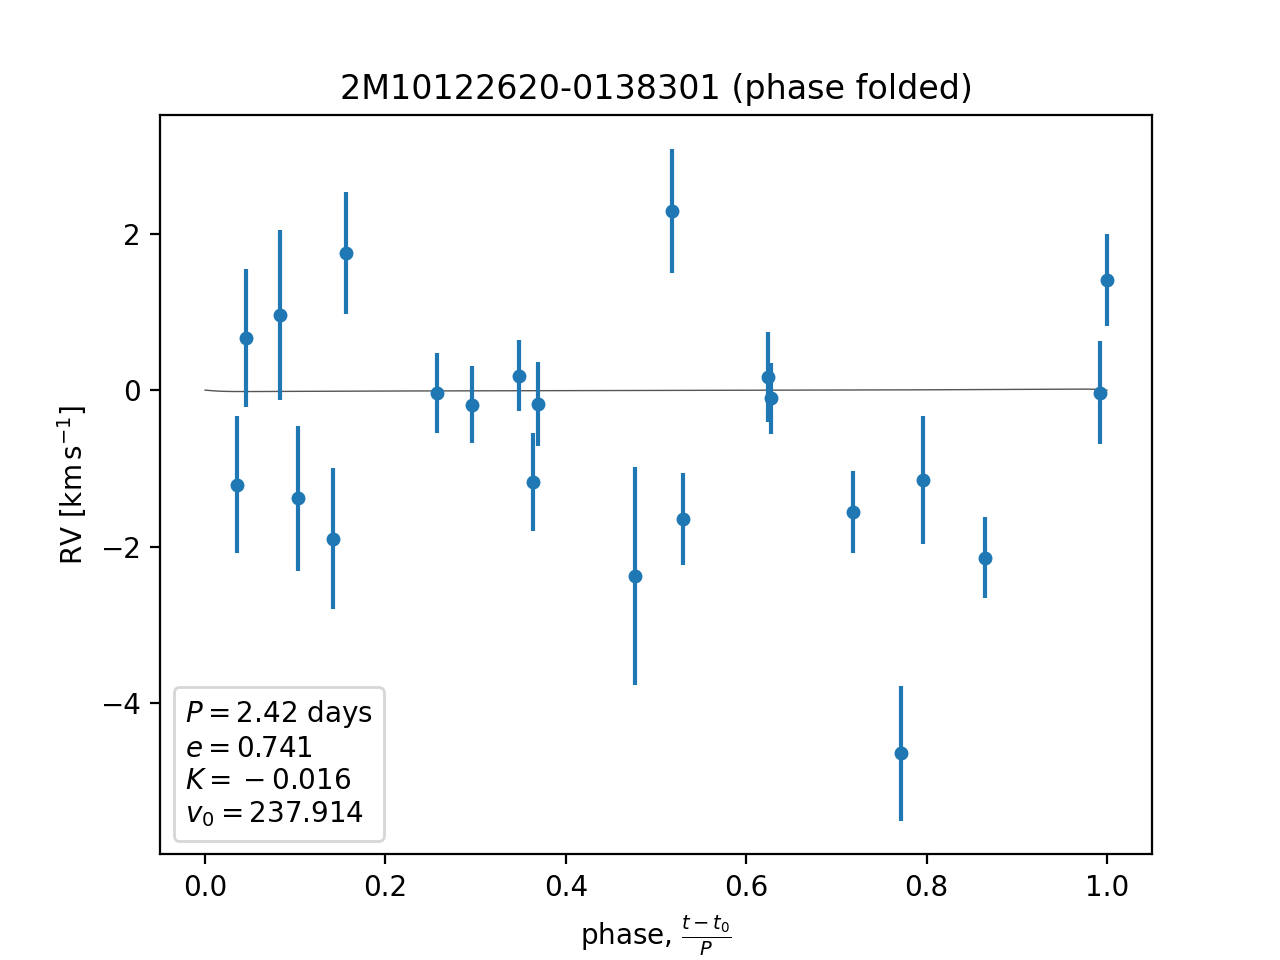 2M10122620-0138301 (phase folded)
RV [km s⁻¹]
2
0
−2
−4
P = 2.42 days
e = 0.741
K = −0.016
v₀ = 237.914
0.0 0.2 0.4 0.6 0.8 1.0
phase, (t − t₀)/P